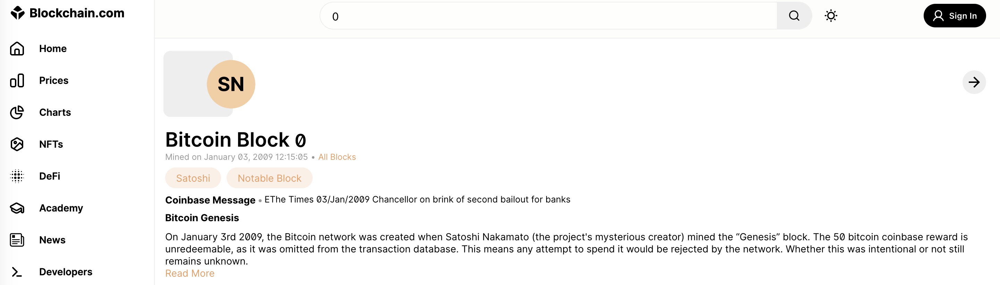 Blockchain.com
0
Sign In
Home
Prices
Charts
NFTs
DeFi
Academy
News
Developers
SN
Bitcoin Block 0
Mined on January 03, 2009 12:15:05 • All Blocks
Satoshi
Notable Block
Coinbase Message • EThe Times 03/Jan/2009 Chancellor on brink of second bailout for banks
Bitcoin Genesis
On January 3rd 2009, the Bitcoin network was created when Satoshi Nakamato (the project's mysterious creator) mined the “Genesis” block. The 50 bitcoin coinbase reward is
unredeemable, as it was omitted from the transaction database. This means any attempt to spend it would be rejected by the network. Whether this was intentional or not still
remains unknown.
Read More